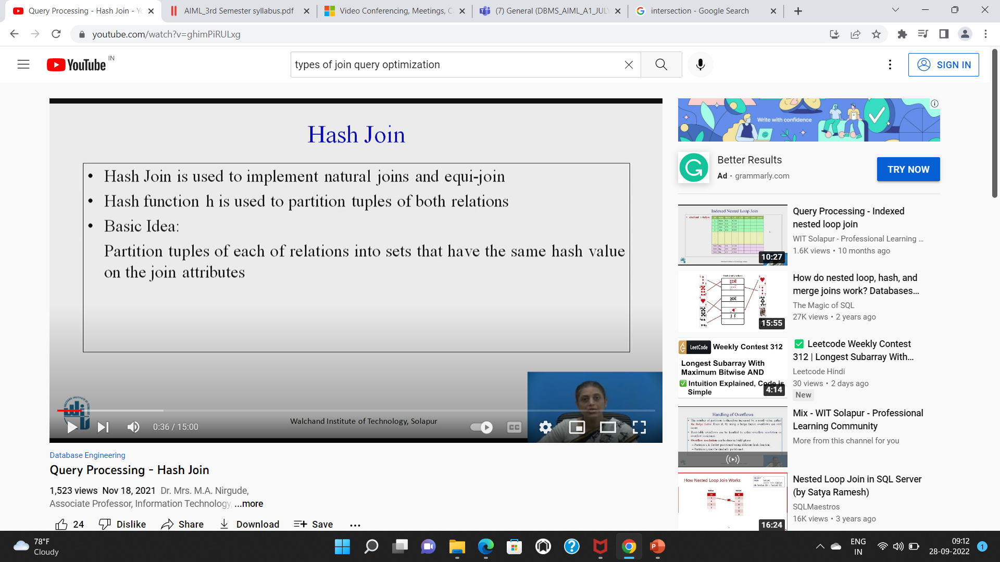 Query Processing - Hash Join - Yo
AIML_3rd Semester syllabus.pdf
Video Conferencing, Meetings, C
(7) General (DBMS_AIML_A1_JULY
intersection - Google Search
youtube.com/watch?v=ghimPiRULxg
YouTube IN
types of join query optimization
SIGN IN
Hash Join
• Hash Join is used to implement natural joins and equi-join
• Hash function h is used to partition tuples of both relations
• Basic Idea:
Partition tuples of each of relations into sets that have the same hash value
on the join attributes
Walchand Institute of Technology, Solapur
0:36 / 15:00
CC
Database Engineering
Query Processing - Hash Join
1,523 views Nov 18, 2021 Dr. Mrs. M.A. Nirgude,
Associate Professor, Information Technology, ...more
24
Dislike
Share
Download
Save
Write with confidence
Better Results
Ad · grammarly.com
TRY NOW
Indexed Nested Loop Join
10:27
Query Processing - Indexed
nested loop join
WIT Solapur - Professional Learning ...
1.6K views • 10 months ago
15:55
How do nested loop, hash, and
merge joins work? Databases...
The Magic of SQL
27K views • 2 years ago
LeetCode Weekly Contest 312
Longest Subarray With
Maximum Bitwise AND
✅ Intuition Explained, Code is
Simple
4:14
✅ Leetcode Weekly Contest
312 | Longest Subarray With...
Leetcode Hindi
30 views • 2 days ago
New
Handling of Overflows
Mix - WIT Solapur - Professional
Learning Community
More from this channel for you
How Nested Loop Join Works
16:24
Nested Loop Join in SQL Server
(by Satya Ramesh)
SQLMaestros
16K views • 3 years ago
78°F
Cloudy
ENG
IN
09:12
28-09-2022
1